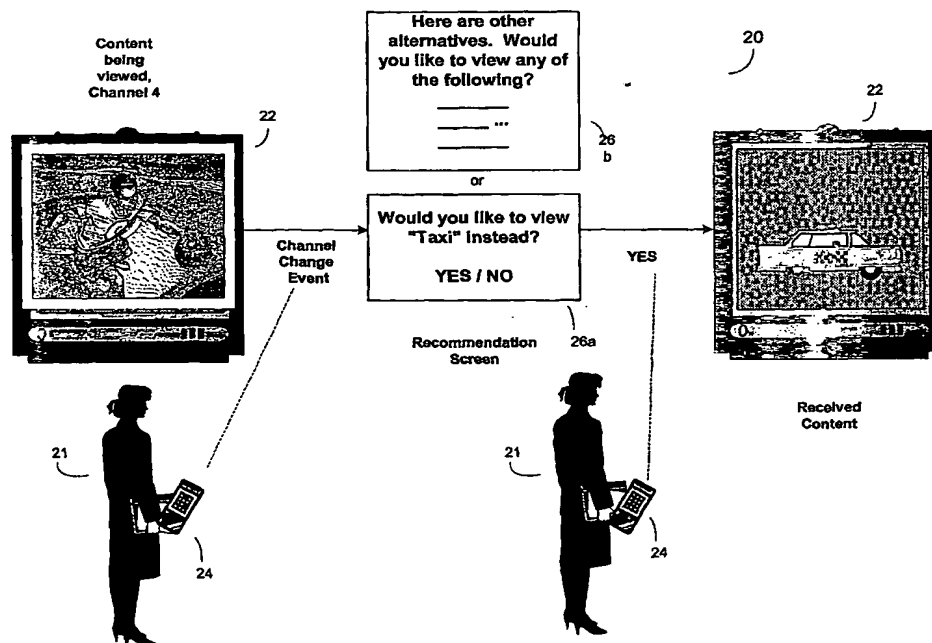 Content
being
viewed,
Channel 4
22
Here are other
alternatives. Would
you like to view any of
the following?
...
26
b
or
Would you like to view
"Taxi" instead?
YES / NO
26a
Recommendation
Screen
Channel
Change
Event
YES
20
22
Received
Content
21
24
21
24